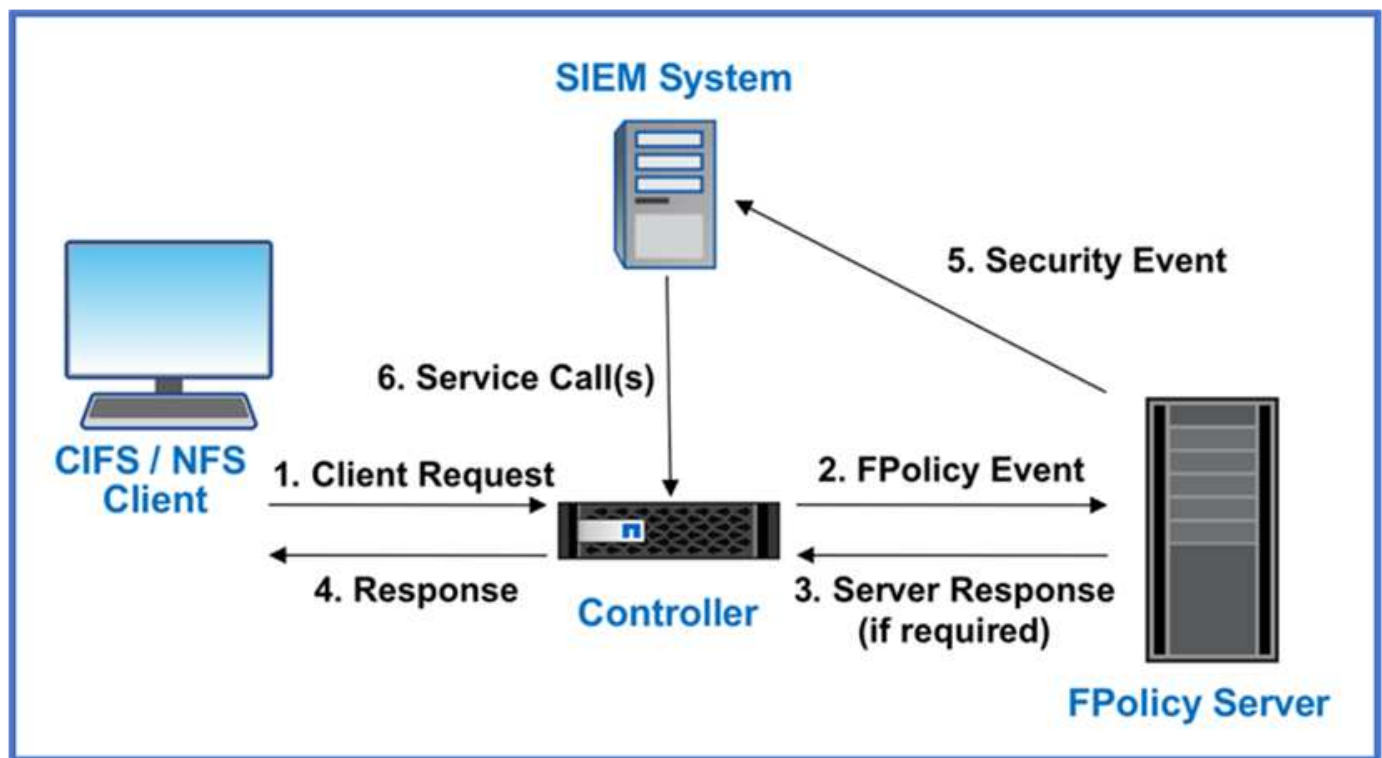 SIEM System
5. Security Event
6. Service Call(s)
CIFS / NFS
Client
1. Client Request
2. FPolicy Event
4. Response
Controller
3. Server Response
(if required)
FPolicy Server